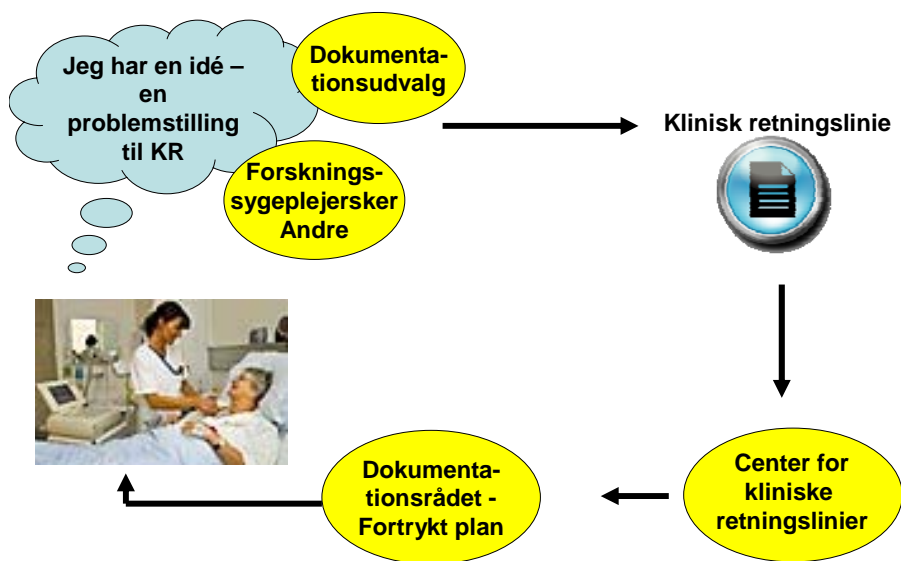 Jeg har en idé –
en
problemstilling
til KR
Dokumenta-
tionsudvalg
Forsknings-
sygeplejersker
Andre
Klinisk retningslinie
Center for
kliniske
retningslinier
Dokumenta-
tionsrådet -
Fortrykt plan